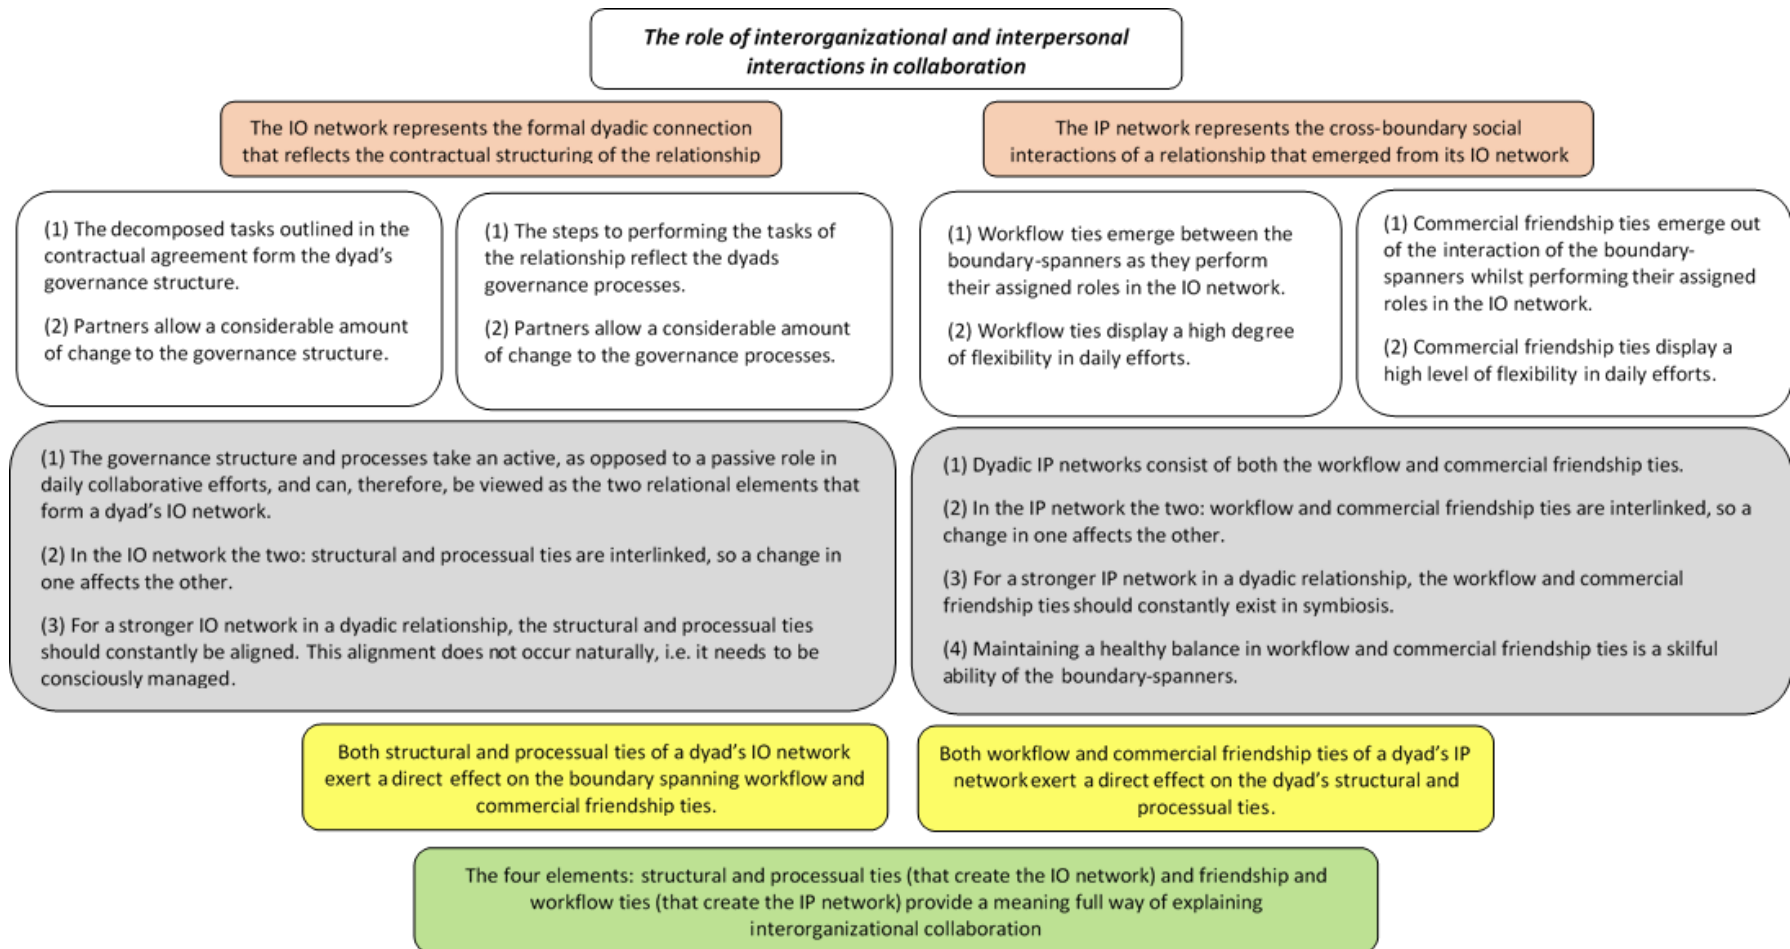 The role of interorganizational and interpersonal
interactions in collaboration
The IO network represents the formal dyadic connection
that reflects the contractual structuring of the relationship
The IP network represents the cross-boundary social
interactions of a relationship that emerged from its IO network
(1) The decomposed tasks outlined in the
contractual agreement form the dyad's
governance structure.
(2) Partners allow a considerable amount
of change to the governance structure.
(1) The steps to performing the tasks of
the relationship reflect the dyads
governance processes.
(2) Partners allow a considerable amount
of change to the governance processes.
(1) Workflow ties emerge between the
boundary-spanners as they perform
their assigned roles in the IO network.
(2) Workflow ties display a high degree
of flexibility in daily efforts.
(1) Commercial friendship ties emerge out
of the interaction of the boundary-
spanners whilst performing their assigned
roles in the IO network.
(2) Commercial friendship ties display a
high level of flexibility in daily efforts.
(1) The governance structure and processes take an active, as opposed to a passive role in
daily collaborative efforts, and can, therefore, be viewed as the two relational elements that
form a dyad's IO network.
(2) In the IO network the two: structural and processual ties are interlinked, so a change in
one affects the other.
(3) For a stronger IO network in a dyadic relationship, the structural and processual ties
should constantly be aligned. This alignment does not occur naturally, i.e. it needs to be
consciously managed.
(1) Dyadic IP networks consist of both the workflow and commercial friendship ties.
(2) In the IP network the two: workflow and commercial friendship ties are interlinked, so a
change in one affects the other.
(3) For a stronger IP network in a dyadic relationship, the workflow and commercial
friendship ties should constantly exist in symbiosis.
(4) Maintaining a healthy balance in workflow and commercial friendship ties is a skilful
ability of the boundary-spanners.
Both structural and processual ties of a dyad's IO network
exert a direct effect on the boundary spanning workflow and
commercial friendship ties.
Both workflow and commercial friendship ties of a dyad's IP
network exert a direct effect on the dyad's structural and
processual ties.
The four elements: structural and processual ties (that create the IO network) and friendship and
workflow ties (that create the IP network) provide a meaning full way of explaining
interorganizational collaboration